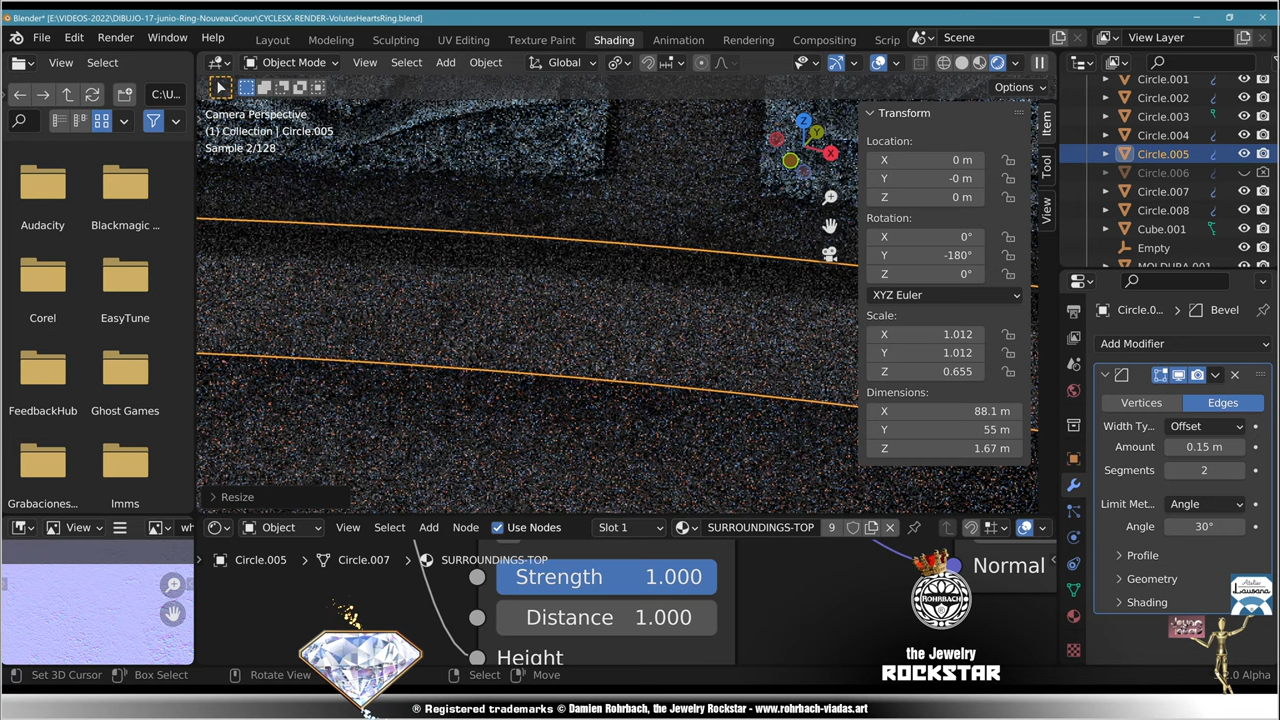 Blender* [E:\VIDEOS-2022\DIBUJO-17-junio-Ring-NouveauCoeur\CYCLESX-RENDER-VolutesHeartsRing.blend]
File Edit Render Window Help
Layout Modeling Sculpting UV Editing Texture Paint Shading Animation Rendering Compositing Scrip
Scene
View Layer
View Select
Object Mode
View Select Add Object
Global
C:\U...
Options
Camera Perspective
(1) Collection | Circle.005
Sample 2/128
Z
Y
X
Transform
Location:
X 0 m
Y -0 m
Z 0 m
Rotation:
X 0°
Y -180°
Z 0°
XYZ Euler
Scale:
X 1.012
Y 1.012
Z 0.655
Dimensions:
X 88.1 m
Y 55 m
Z 1.67 m
Item
Tool
View
Circle.001
Circle.002
Circle.003
Circle.004
Circle.005
Circle.006
Circle.007
Circle.008
Cube.001
Empty
MOLDURA.001
Audacity
Blackmagic ...
Corel
EasyTune
FeedbackHub
Ghost Games
Grabaciones...
Imms
Circle.0...
Bevel
Add Modifier
Vertices Edges
Width Ty... Offset
Amount 0.15 m
Segments 2
Limit Met... Angle
Angle 30°
Profile
Geometry
Shading
Resize
View
wh
Object
View Select Add Node
Use Nodes
Slot 1
SURROUNDINGS-TOP 9
Circle.005 Circle.007 SURROUNDINGS-TOP
Strength 1.000
Distance 1.000
Height
Normal
ROHRBACH
the Jewelry
ROCKSTAR
Atelier
Lausana
Set 3D Cursor Box Select Rotate View Select Move
.0 Alpha
® Registered trademarks © Damien Rohrbach, the Jewelry Rockstar - www.rohrbach-viadas.art